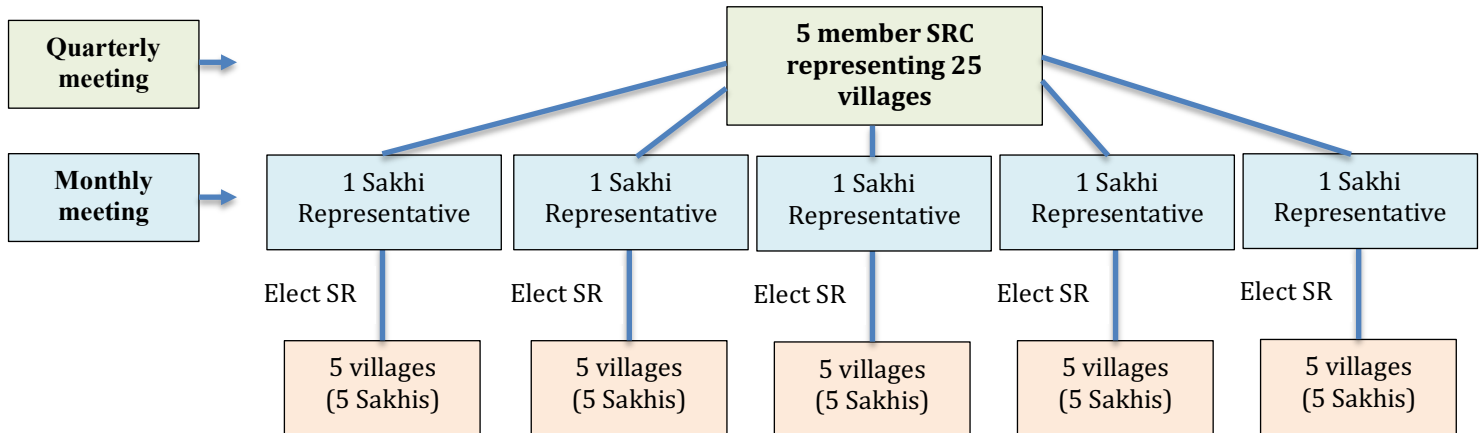 Quarterly
meeting
5 member SRC
representing 25
villages
Monthly
meeting
1 Sakhi
Representative
1 Sakhi
Representative
1 Sakhi
Representative
1 Sakhi
Representative
1 Sakhi
Representative
Elect SR
Elect SR
Elect SR
Elect SR
Elect SR
5 villages
(5 Sakhis)
5 villages
(5 Sakhis)
5 villages
(5 Sakhis)
5 villages
(5 Sakhis)
5 villages
(5 Sakhis)